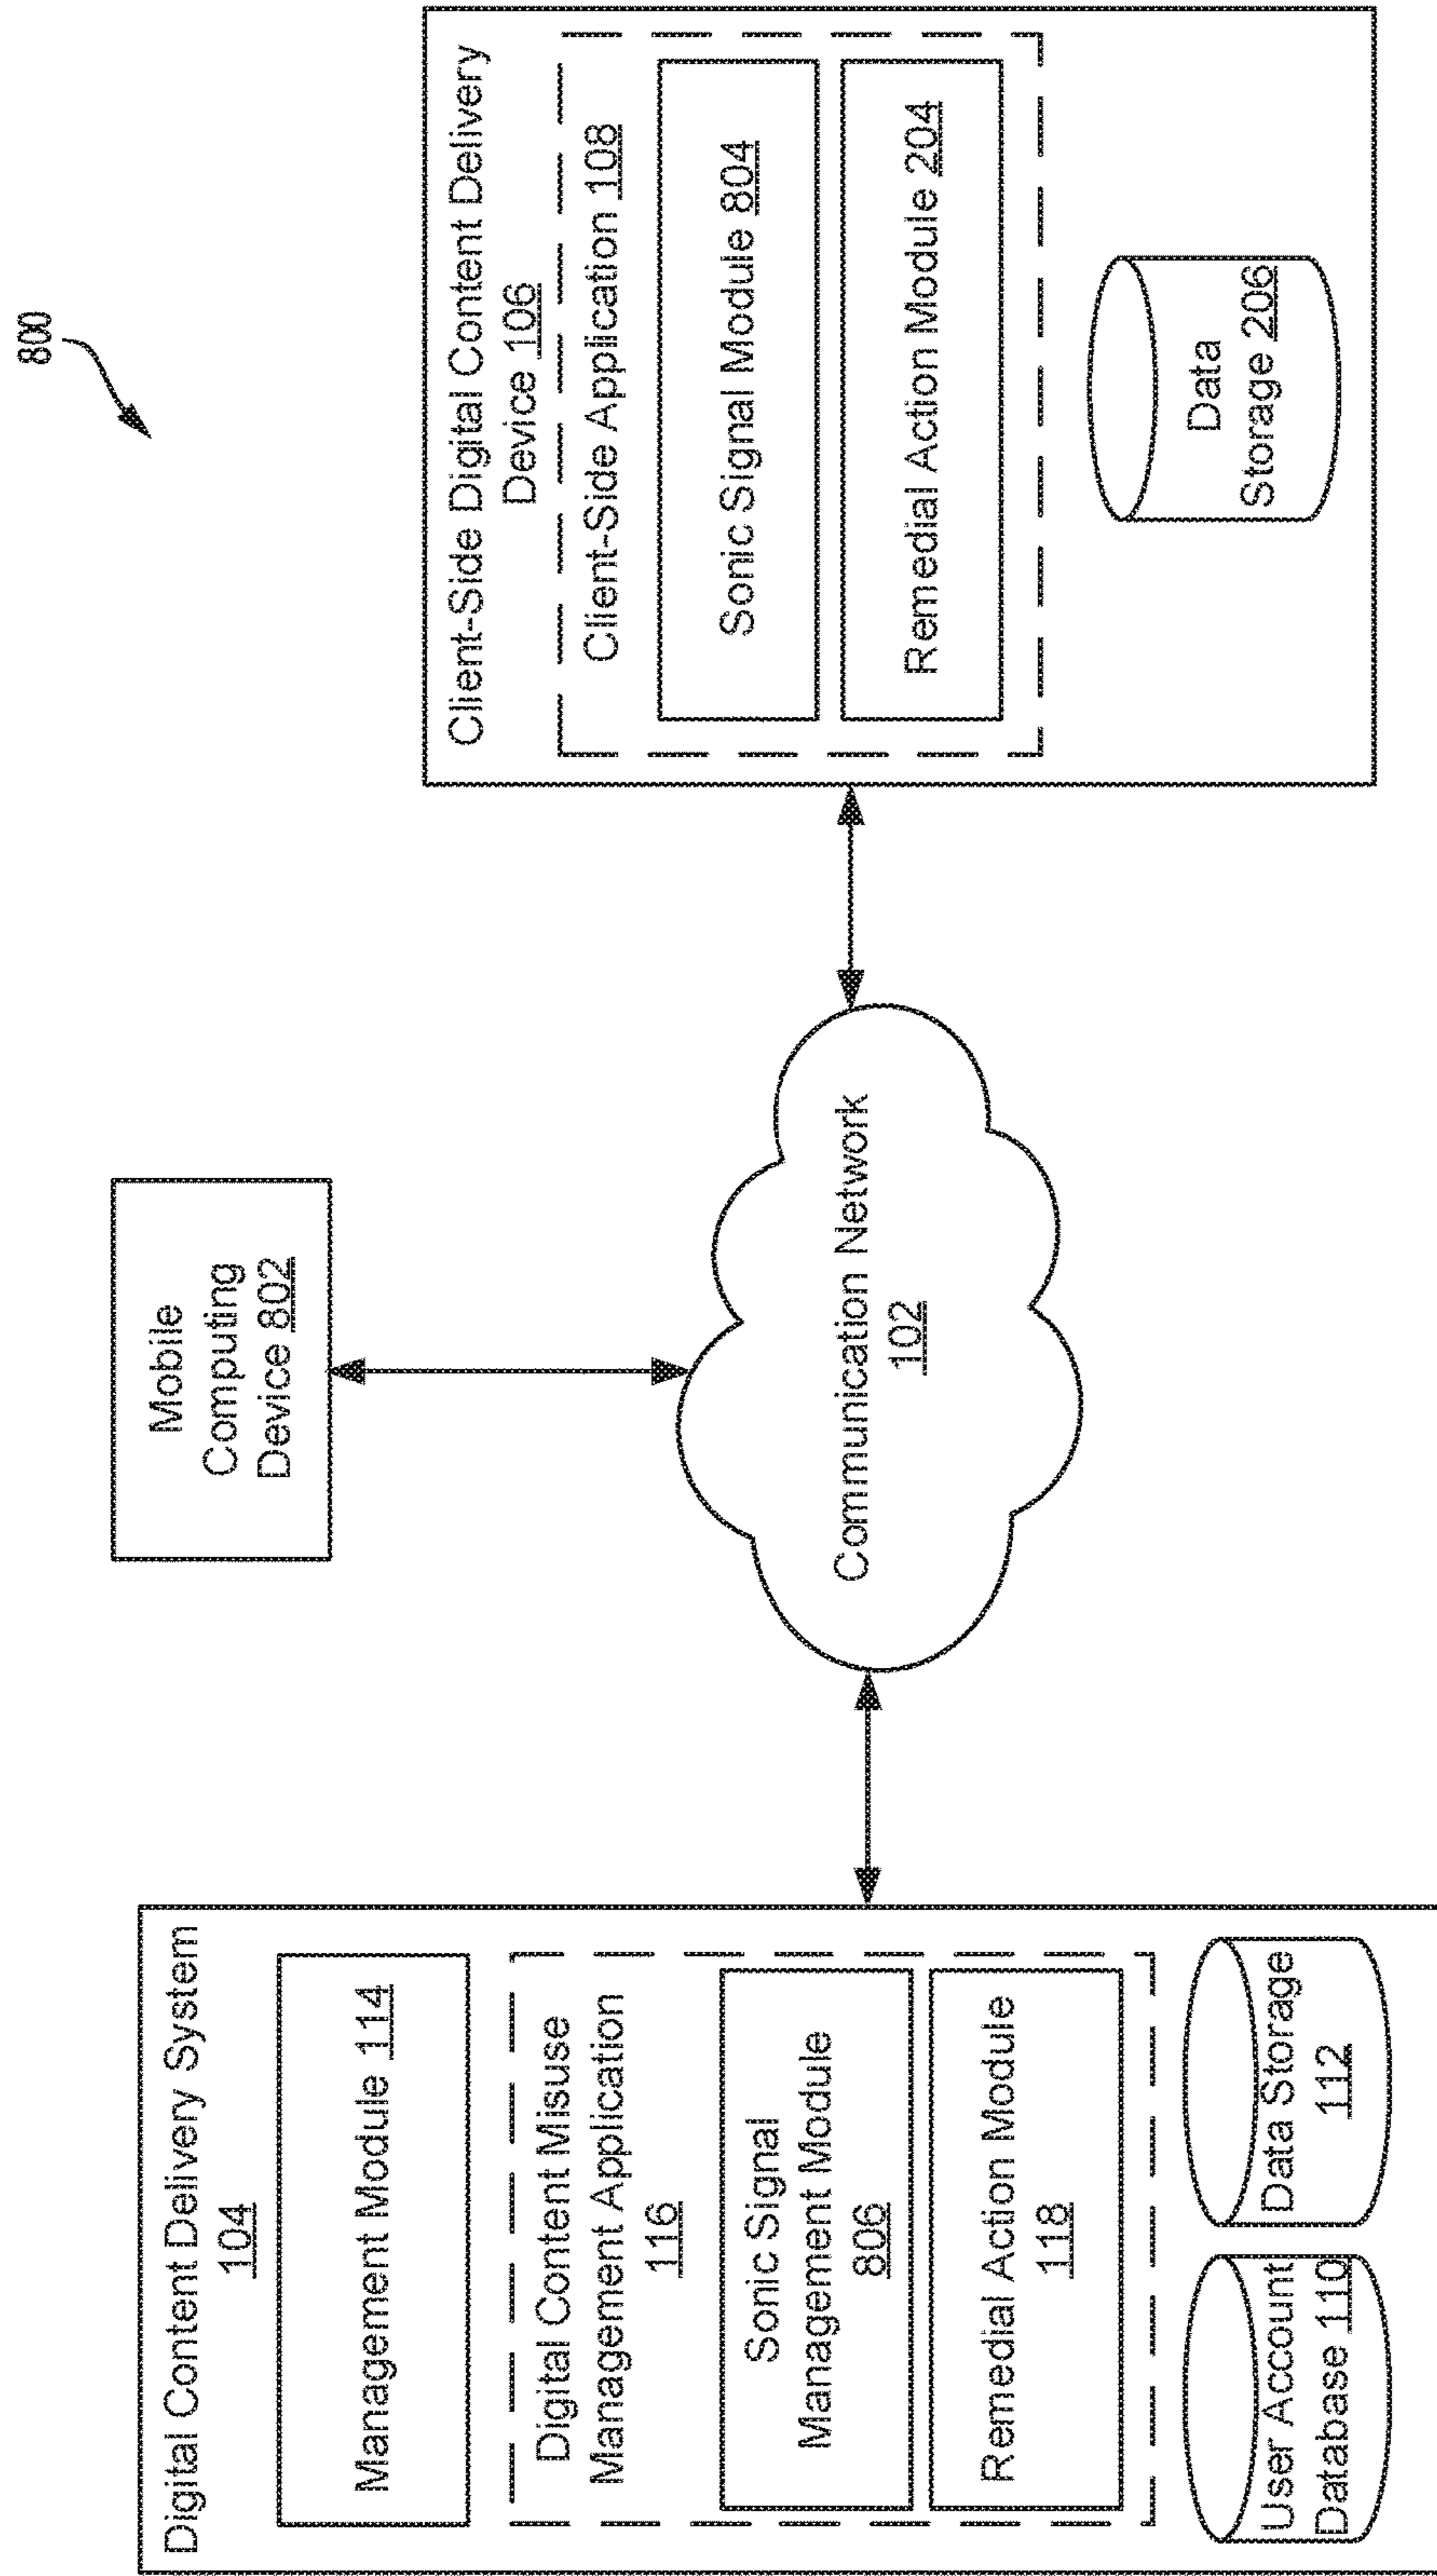 800
Digital Content Delivery System
104
Management Module 114
Digital Content Misuse
Management Application
116
Sonic Signal
Management Module
806
Remedial Action Module
118
User Account
Database 110
Data Storage
112
Mobile
Computing
Device 802
Communication Network
102
Client-Side Digital Content Delivery
Device 106
Client-Side Application 108
Sonic Signal Module 804
Remedial Action Module 204
Data
Storage 206